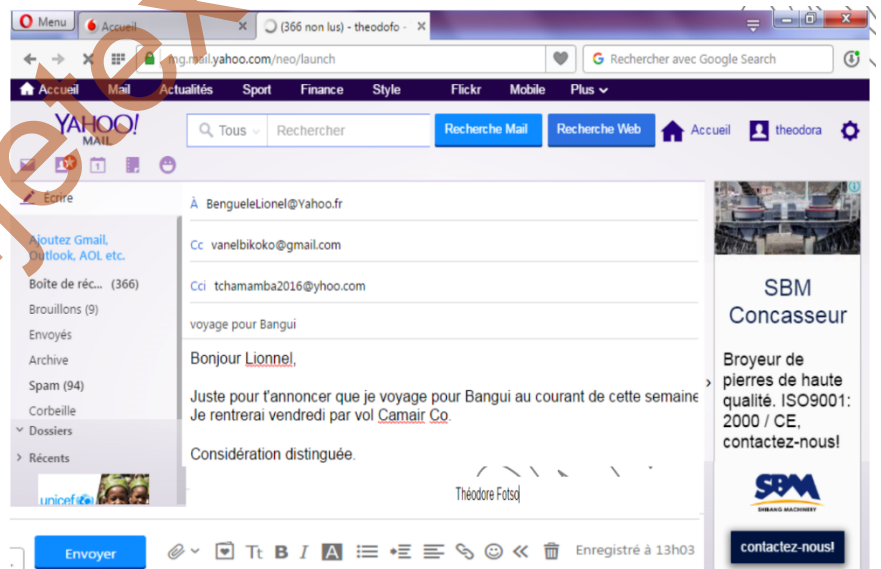 Menu
Accueil
(366 non lus) - theodofo -
mg.mail.yahoo.com/neo/launch
Rechercher avec Google Search
Accueil Mail Actualités Sport Finance Style Flickr Mobile Plus
YAHOO!
MAIL
Tous
Rechercher
Recherche Mail
Recherche Web
Accueil
theodora
1
Écrire
Ajoutez Gmail,
Outlook, AOL etc.
Boîte de réc... (366)
Brouillons (9)
Envoyés
Archive
Spam (94)
Corbeille
Dossiers
Récents
unicef
À BengueleLionel@Yahoo.fr
Cc vanelbikoko@gmail.com
Cci tchamamba2016@yhoo.com
voyage pour Bangui
Bonjour Lionnel,
Juste pour t'annoncer que je voyage pour Bangui au courant de cette semaine
Je rentrerai vendredi par vol Camair Co.
Considération distinguée.
Théodore Fotso
Envoyer
Tt B I A
Enregistré à 13h03
SBM
Concasseur
Broyeur de
pierres de haute
qualité. ISO9001:
2000 / CE,
contactez-nous!
SBM
SHIBANG MACHINERY
contactez-nous!